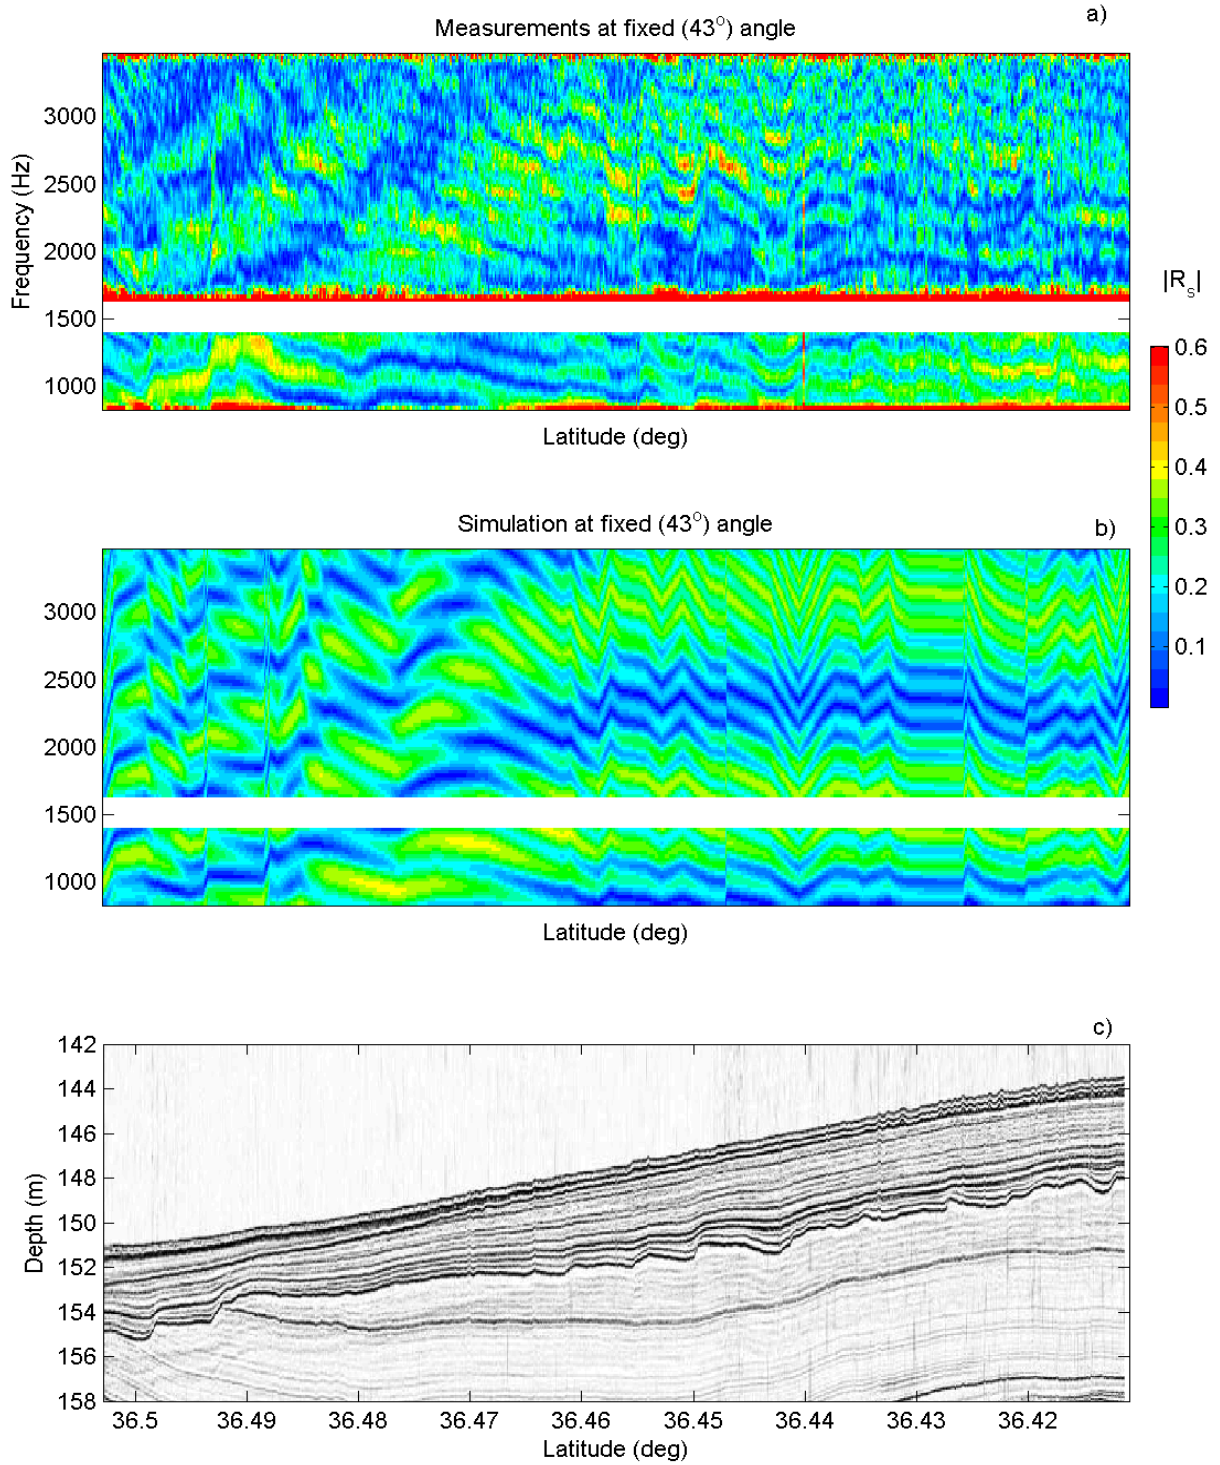 a)
Measurements at fixed (43°) angle
3000
2500
2000
1500
1000
Frequency (Hz)
Latitude (deg)
|Rs|
0.6
0.5
0.4
0.3
0.2
0.1
b)
Simulation at fixed (43°) angle
3000
2500
2000
1500
1000
Latitude (deg)
c)
142
144
146
148
150
152
154
156
158
Depth (m)
36.5 36.49 36.48 36.47 36.46 36.45 36.44 36.43 36.42
Latitude (deg)